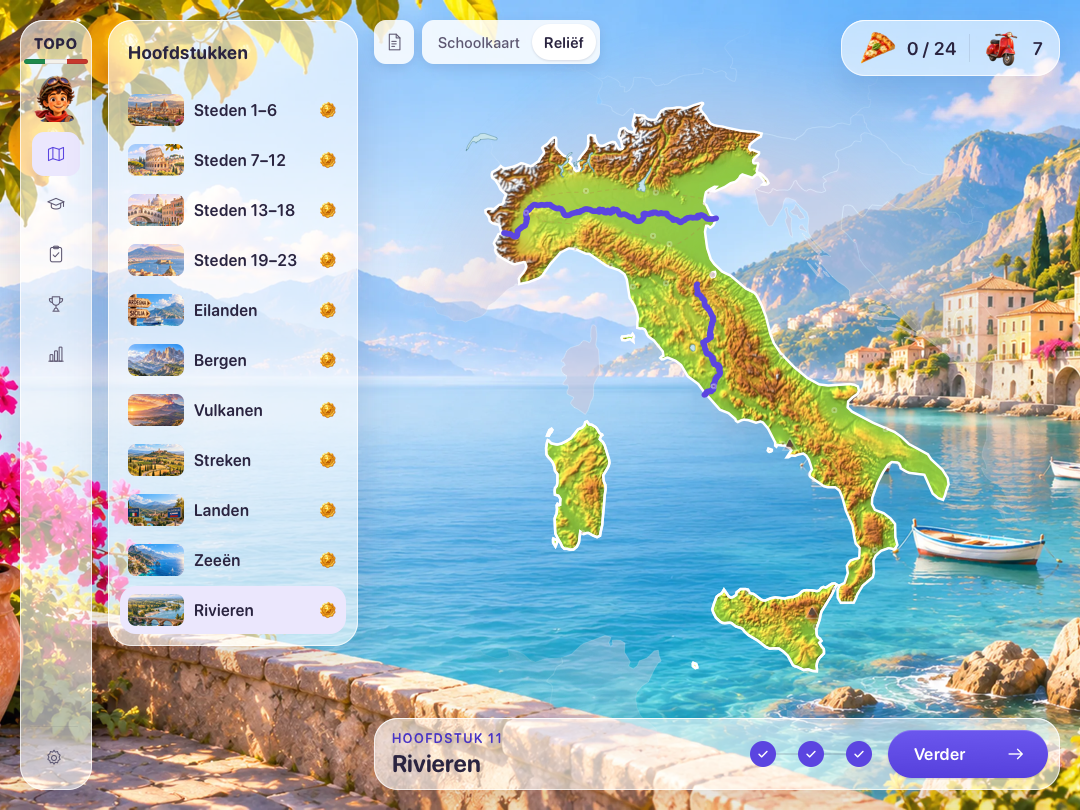 TOPO
Hoofdstukken
Steden 1–6
Steden 7–12
Steden 13–18
Steden 19–23
Eilanden
Bergen
Vulkanen
Streken
Landen
Zeeën
Rivieren
Schoolkaart
Reliëf
0 / 24
7
HOOFDSTUK 11
Rivieren
Verder